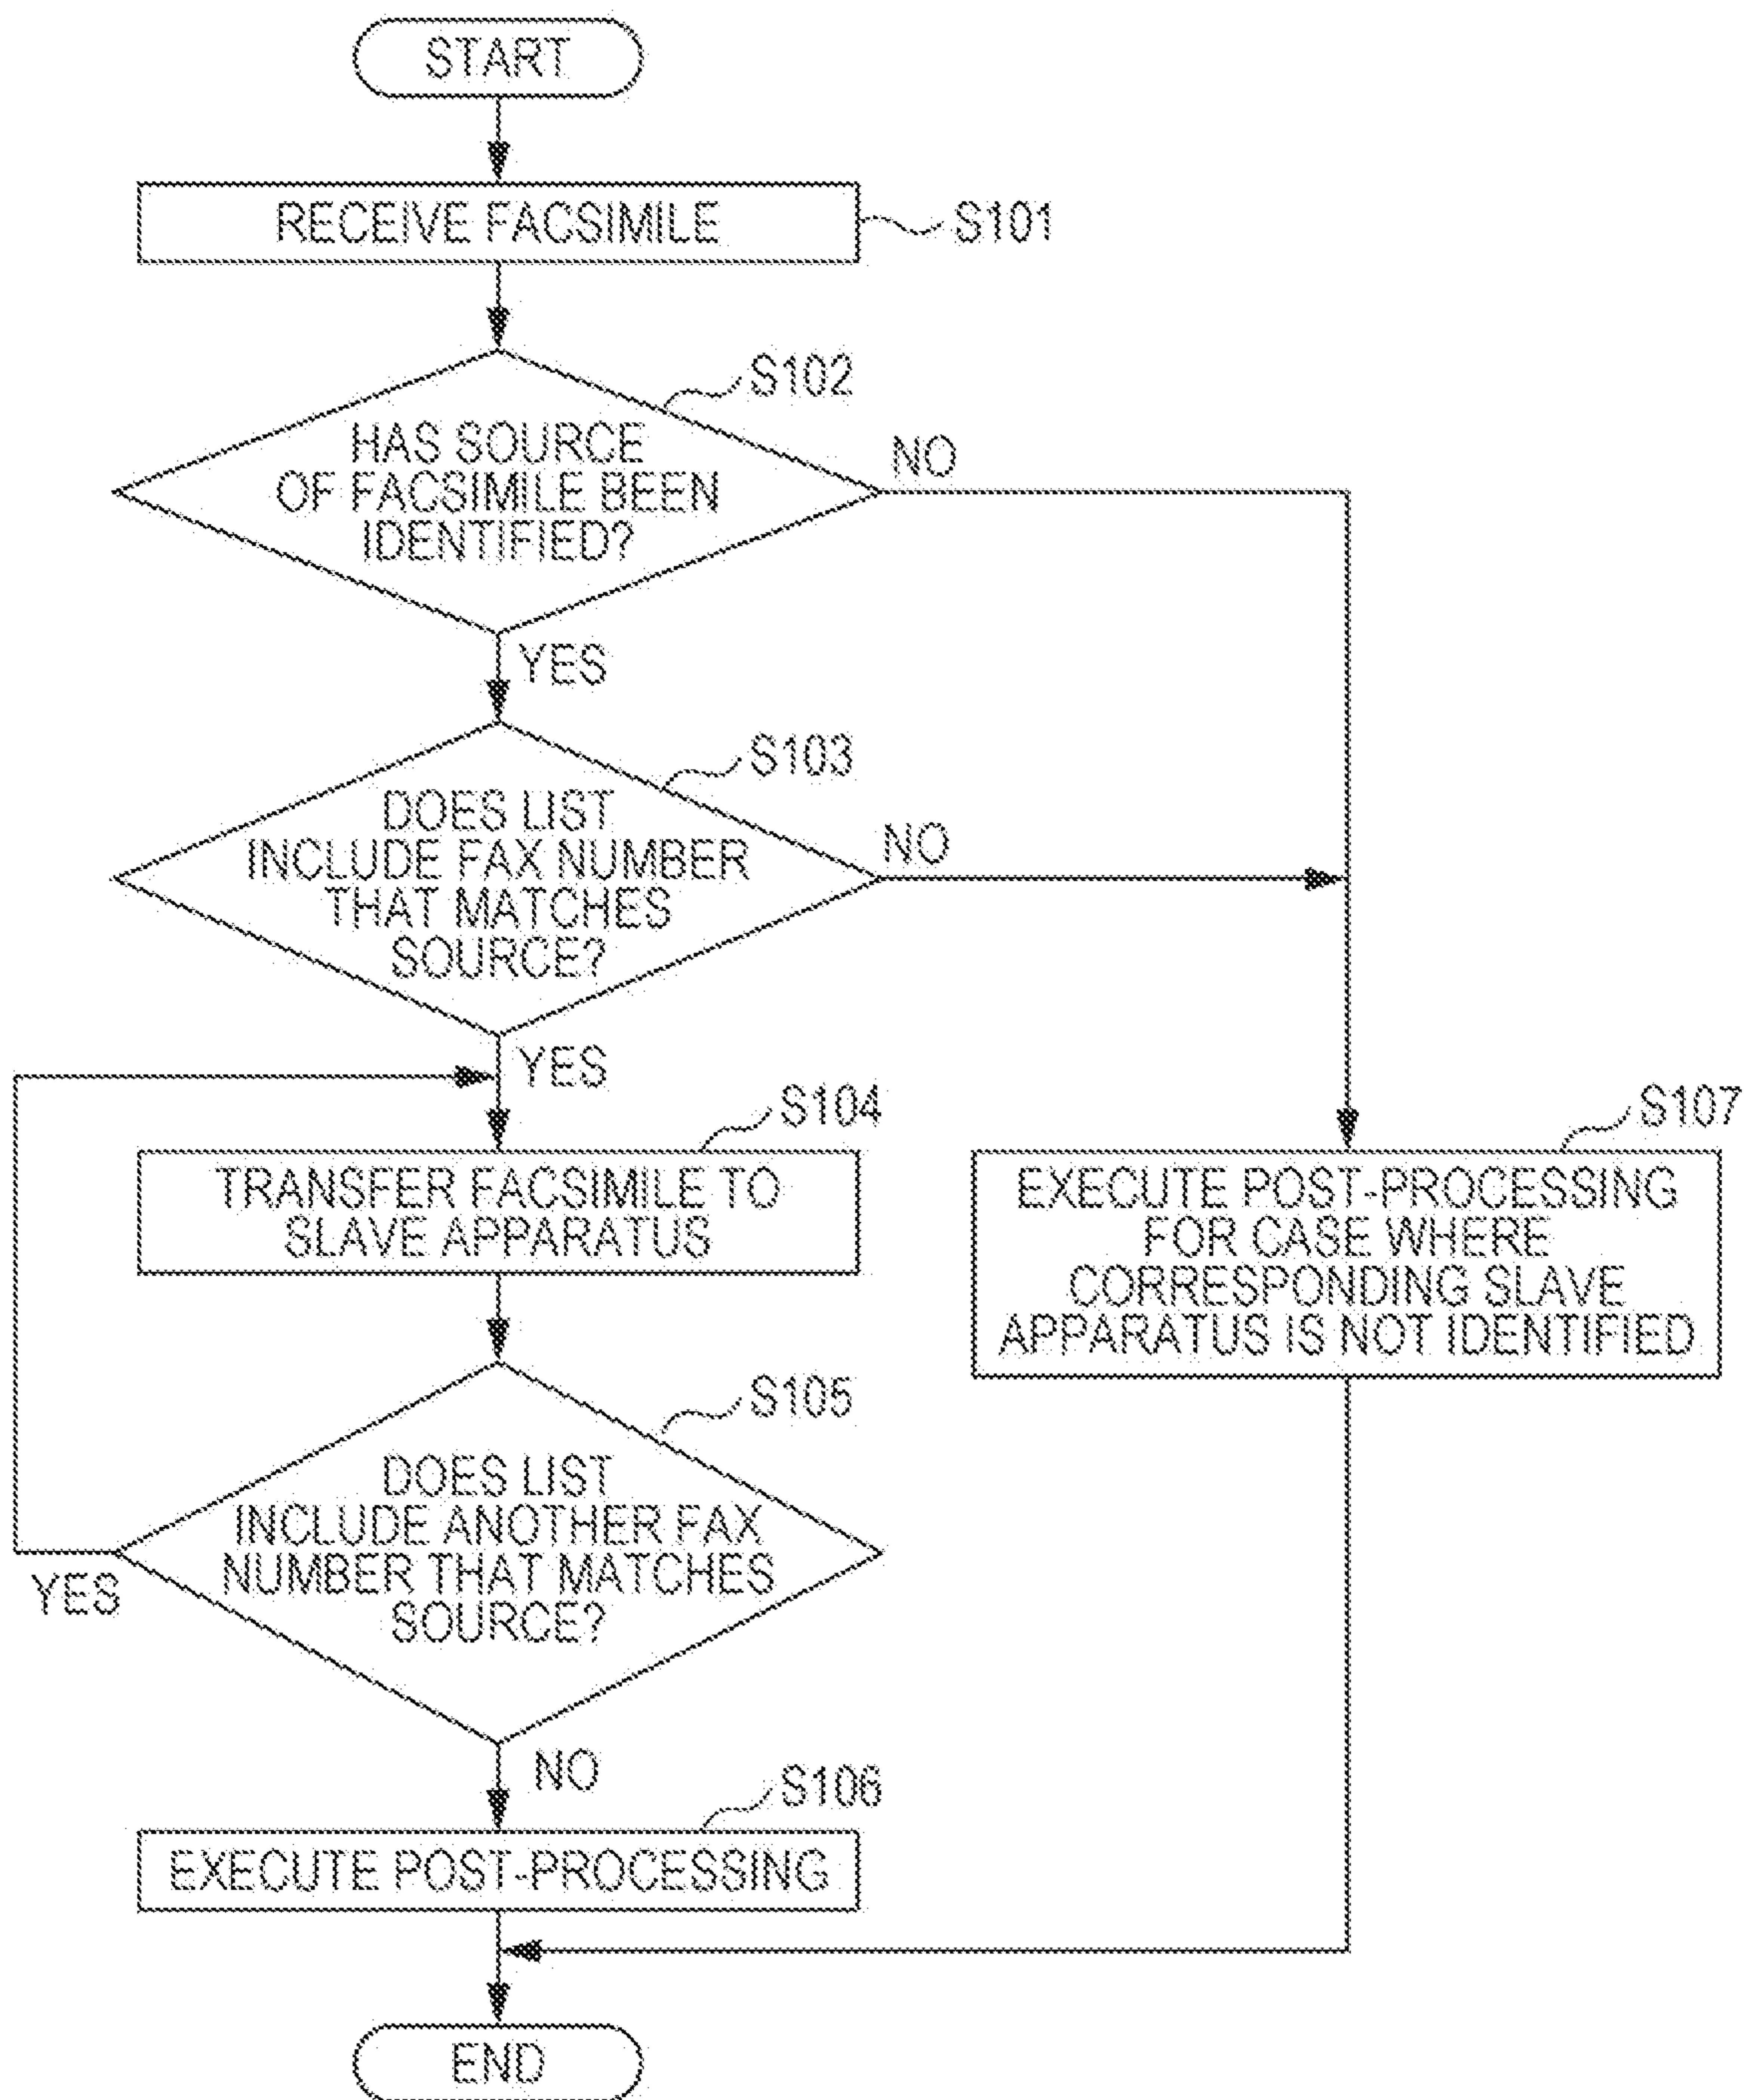 START
RECEIVE FACSIMILE
S101
S102
HAS SOURCE
OF FACSIMILE BEEN
IDENTIFIED?
NO
YES
S103
DOES LIST
INCLUDE FAX NUMBER
THAT MATCHES
SOURCE?
NO
YES
S104
TRANSFER FACSIMILE TO
SLAVE APPARATUS
S107
EXECUTE POST-PROCESSING
FOR CASE WHERE
CORRESPONDING SLAVE
APPARATUS IS NOT IDENTIFIED
S105
DOES LIST
INCLUDE ANOTHER FAX
NUMBER THAT MATCHES
SOURCE?
YES
NO
S106
EXECUTE POST-PROCESSING
END